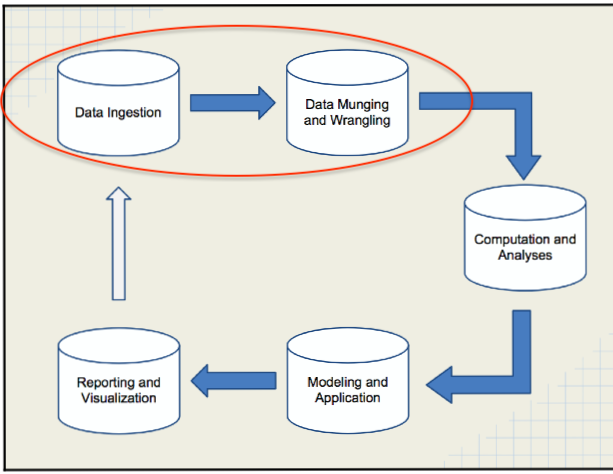 Data Ingestion
Data Munging
and Wrangling
Computation and
Analyses
Modeling and
Application
Reporting and
Visualization